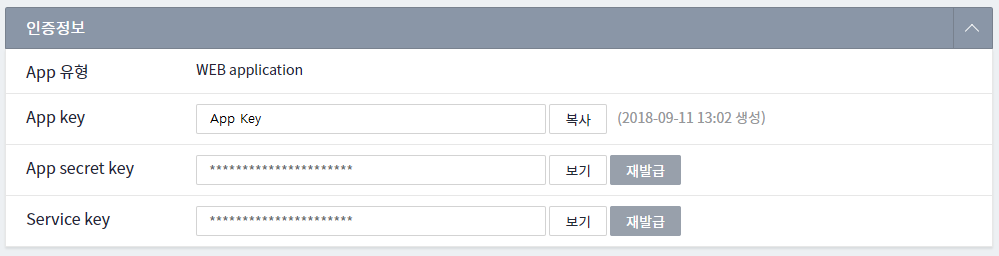 인증정보
App 유형 WEB application
App key App Key 복사 (2018-09-11 13:02 생성)
App secret key ********************** 보기 재발급
Service key ********************** 보기 재발급